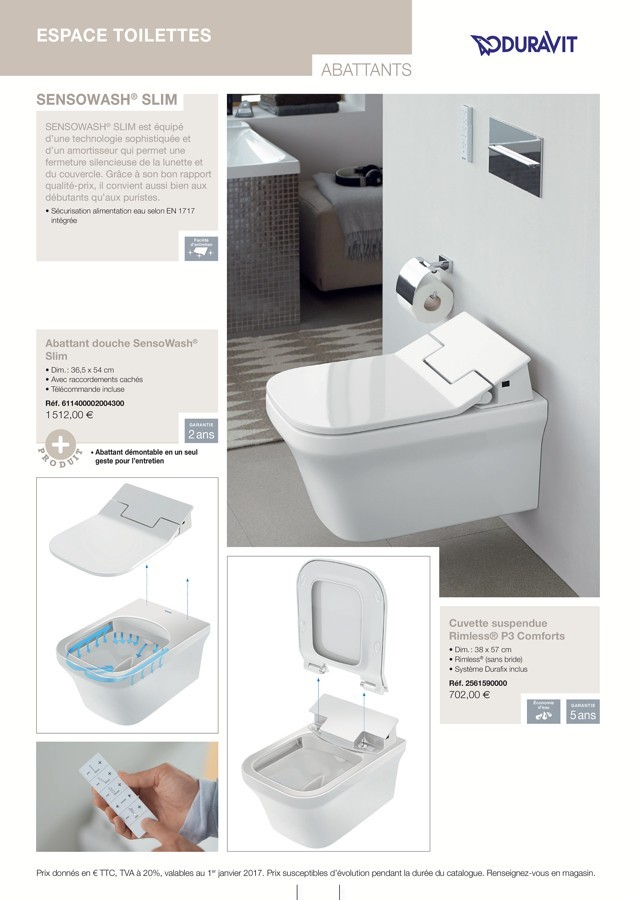 ESPACE TOILETTES
DURAVIT
ABATTANTS
SENSOWASH® SLIM
SENSOWASH® SLIM est équipé
d'une technologie sophistiquée et
d'un amortisseur qui permet une
fermeture silencieuse de la lunette et
du couvercle. Grâce à son bon rapport
qualité-prix, il convient aussi bien aux
débutants qu'aux puristes.
• Sécurisation alimentation eau selon EN 1717
intégrée
Facilité
d'entretien
Abattant douche SensoWash®
Slim
• Dim. : 36,5 x 54 cm
• Avec raccordements cachés
• Télécommande incluse
Réf. 611400002004300
1 512,00 €
GARANTIE
2 ans
+
PRODUIT
• Abattant démontable en un seul
geste pour l'entretien
Cuvette suspendue
Rimless® P3 Comforts
• Dim. : 38 x 57 cm
• Rimless® (sans bride)
• Système Durafix inclus
Réf. 2561590000
702,00 €
Économie
d'eau
GARANTIE
5 ans
Prix donnés en € TTC, TVA à 20%, valables au 1er janvier 2017. Prix susceptibles d'évolution pendant la durée du catalogue. Renseignez-vous en magasin.